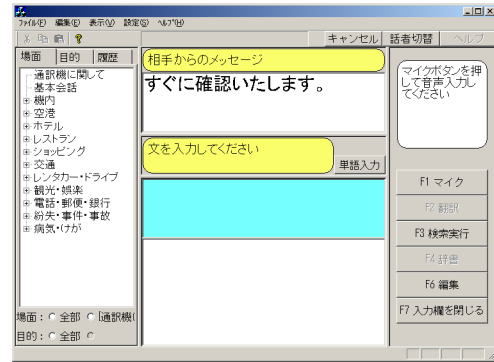 ファイル(F) 編集(E) 表示(V) 設定(S) ヘルプ(H)
キャンセル 話者切替 ヘルプ
場面 目的 履歴
通訳機に関して
基本会話
機内
空港
ホテル
レストラン
ショッピング
交通
レンタカー・ドライブ
観光・娯楽
電話・郵便・銀行
紛失・事件・事故
病気・けが
場面: 全部 「通訳機(
目的: 全部
相手からのメッセージ
すぐに確認いたします。
文を入力してください
単語入力
マイクボタンを押
して音声入力し
てください
F1 マイク
F2 翻訳
F3 検索実行
F4 辞書
F6 編集
F7 入力欄を閉じる